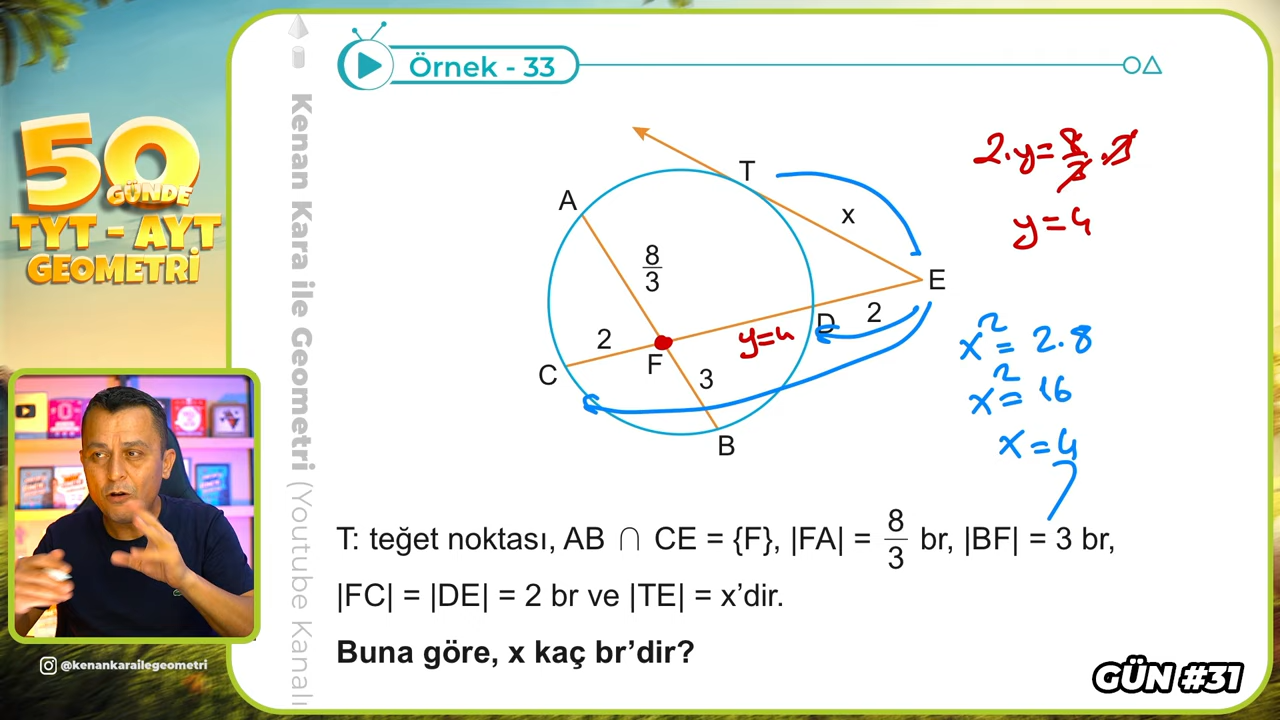 50
GÜNDE
TYT - AYT
GEOMETRİ
Örnek - 33
Kenan Kara ile Geometri (Youtube Kanalı)
T
A
x
8
3
E
D
2
2
y=4
F
C
3
B
2.y=8/3.3
y=4
x²=2.8
x²=16
x=4
T: teğet noktası, AB ∩ CE = {F}, |FA| = 8/3 br, |BF| = 3 br,
|FC| = |DE| = 2 br ve |TE| = x’dir.
Buna göre, x kaç br’dir?
@kenankarailegeometri
GÜN #31